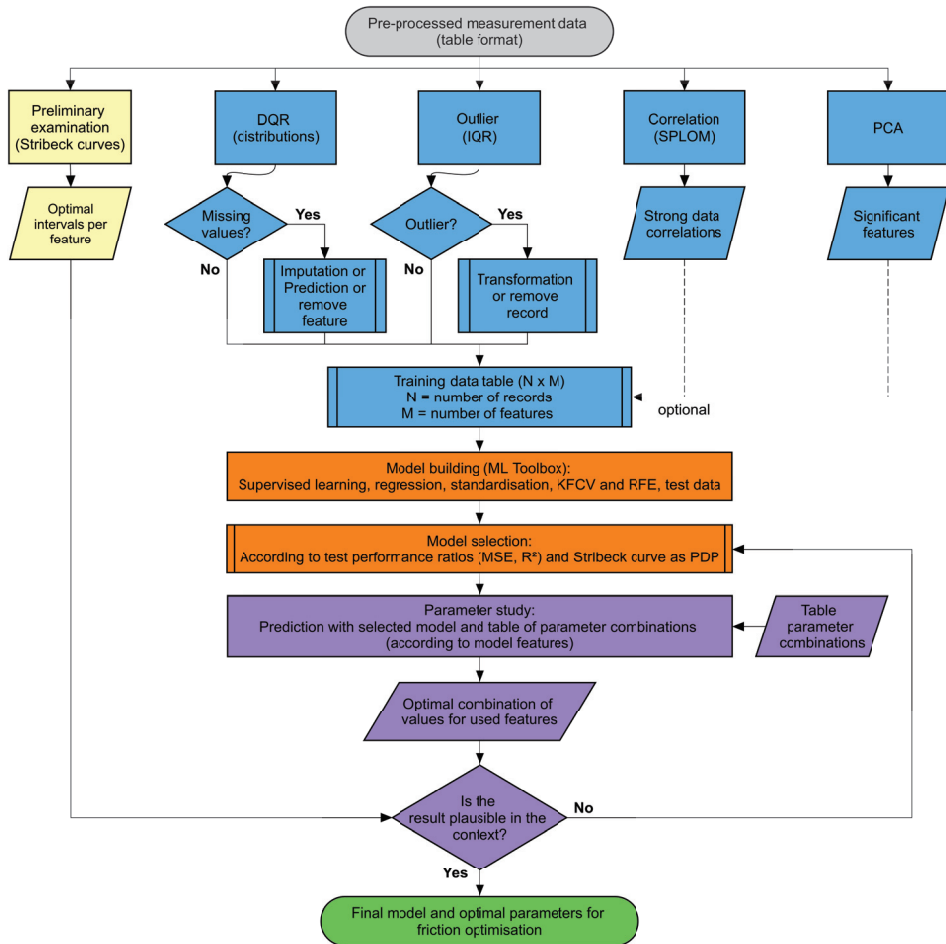 Pre-processed measurement data
(table format)
Preliminary
examination
(Stribeck curves)
DQR
(cistributions)
Outlier
(IQR)
Correlation
(SPLOM)
PCA
Optimal
intervals per
feature
Missing
values?
Yes
No
Outlier?
Yes
No
Strong data
correlations
Significant
features
Imputation or
Prediction or
remove
feature
Transformation
or remove
record
Training data table (N x M)
N = number of records
M = number of features
optional
Model building (ML Toolbox):
Supervised learning, regression, standardisation, KFCV and RFE, test data
Model selection:
According to test performance ratios (MSE, R²) and Stribeck curve as PDP
Parameter study:
Prediction with selected model and table of parameter combinations
(according to model features)
Table
parameter
combinations
Optimal combination of
values for used features
Is the
result plausible in the
context?
No
Yes
Final model and optimal parameters for
friction optimisation